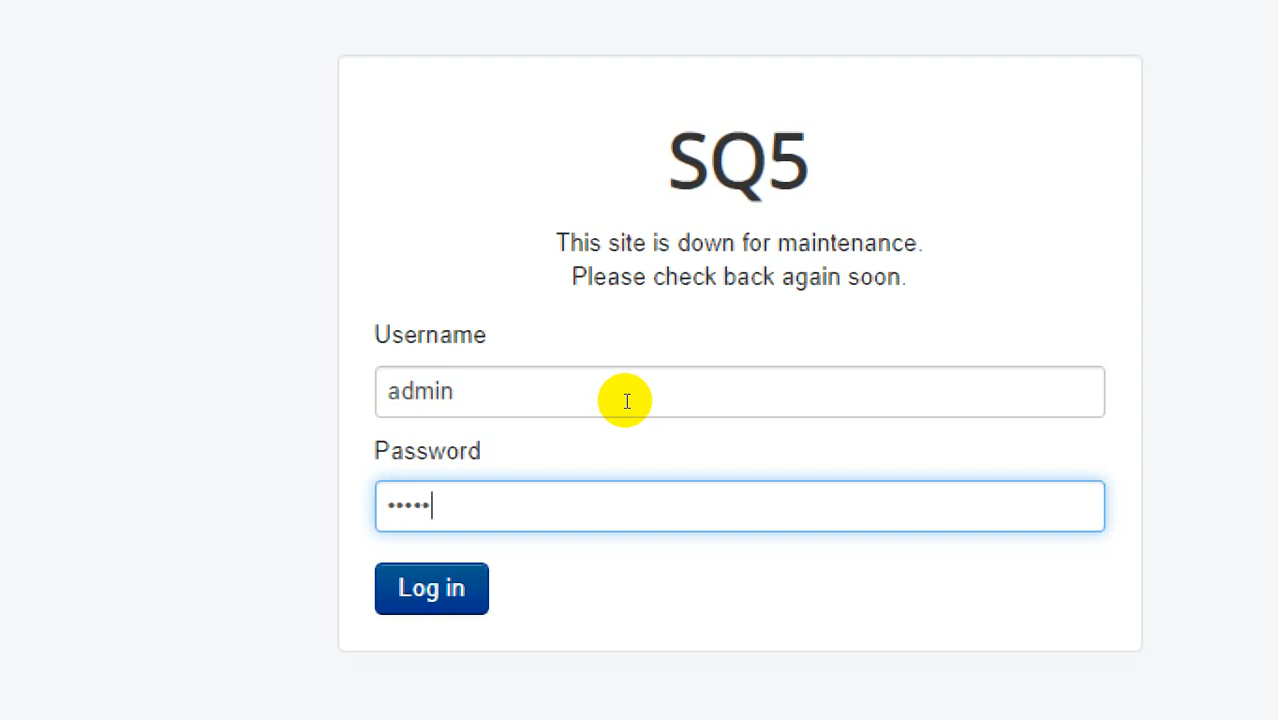 SQ5
This site is down for maintenance.
Please check back again soon.
Username
admin
Password
•••••
Log in